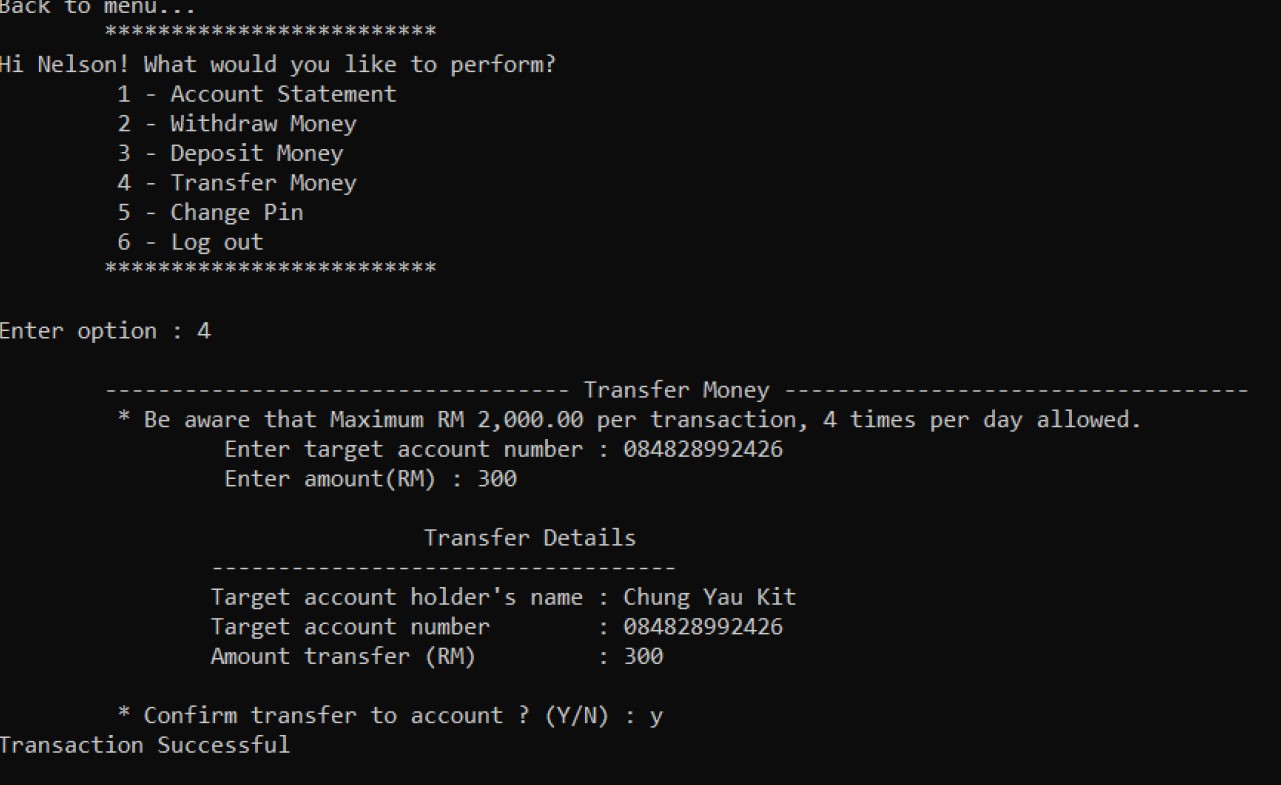 Back to menu...
*************************
Hi Nelson! What would you like to perform?
1 - Account Statement
2 - Withdraw Money
3 - Deposit Money
4 - Transfer Money
5 - Change Pin
6 - Log out
*************************
Enter option : 4
----------------------------------- Transfer Money -----------------------------------
* Be aware that Maximum RM 2,000.00 per transaction, 4 times per day allowed.
Enter target account number : 084828992426
Enter amount(RM) : 300
Transfer Details
-----------------------------------
Target account holder's name : Chung Yau Kit
Target account number : 084828992426
Amount transfer (RM) : 300
* Confirm transfer to account ? (Y/N) : y
Transaction Successful